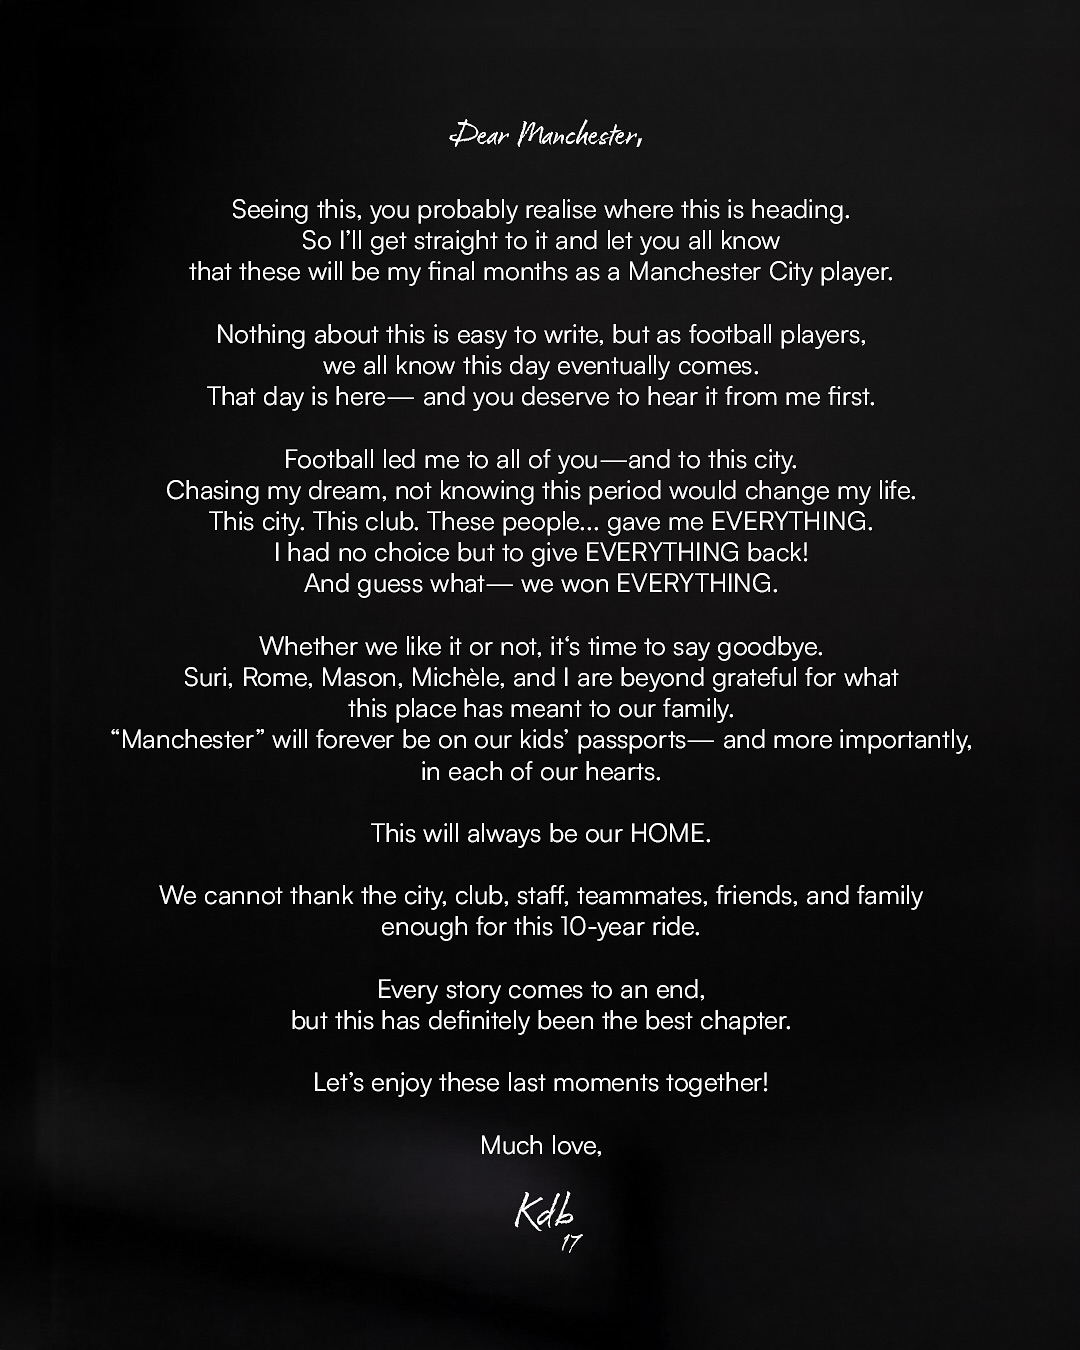 Dear Manchester,
Seeing this, you probably realise where this is heading.
So I’ll get straight to it and let you all know
that these will be my final months as a Manchester City player.
Nothing about this is easy to write, but as football players,
we all know this day eventually comes.
That day is here— and you deserve to hear it from me first.
Football led me to all of you—and to this city.
Chasing my dream, not knowing this period would change my life.
This city. This club. These people... gave me EVERYTHING.
I had no choice but to give EVERYTHING back!
And guess what— we won EVERYTHING.
Whether we like it or not, it‘s time to say goodbye.
Suri, Rome, Mason, Michèle, and I are beyond grateful for what
this place has meant to our family.
“Manchester” will forever be on our kids’ passports— and more importantly,
in each of our hearts.
This will always be our HOME.
We cannot thank the city, club, staff, teammates, friends, and family
enough for this 10-year ride.
Every story comes to an end,
but this has definitely been the best chapter.
Let’s enjoy these last moments together!
Much love,
Kdb
17